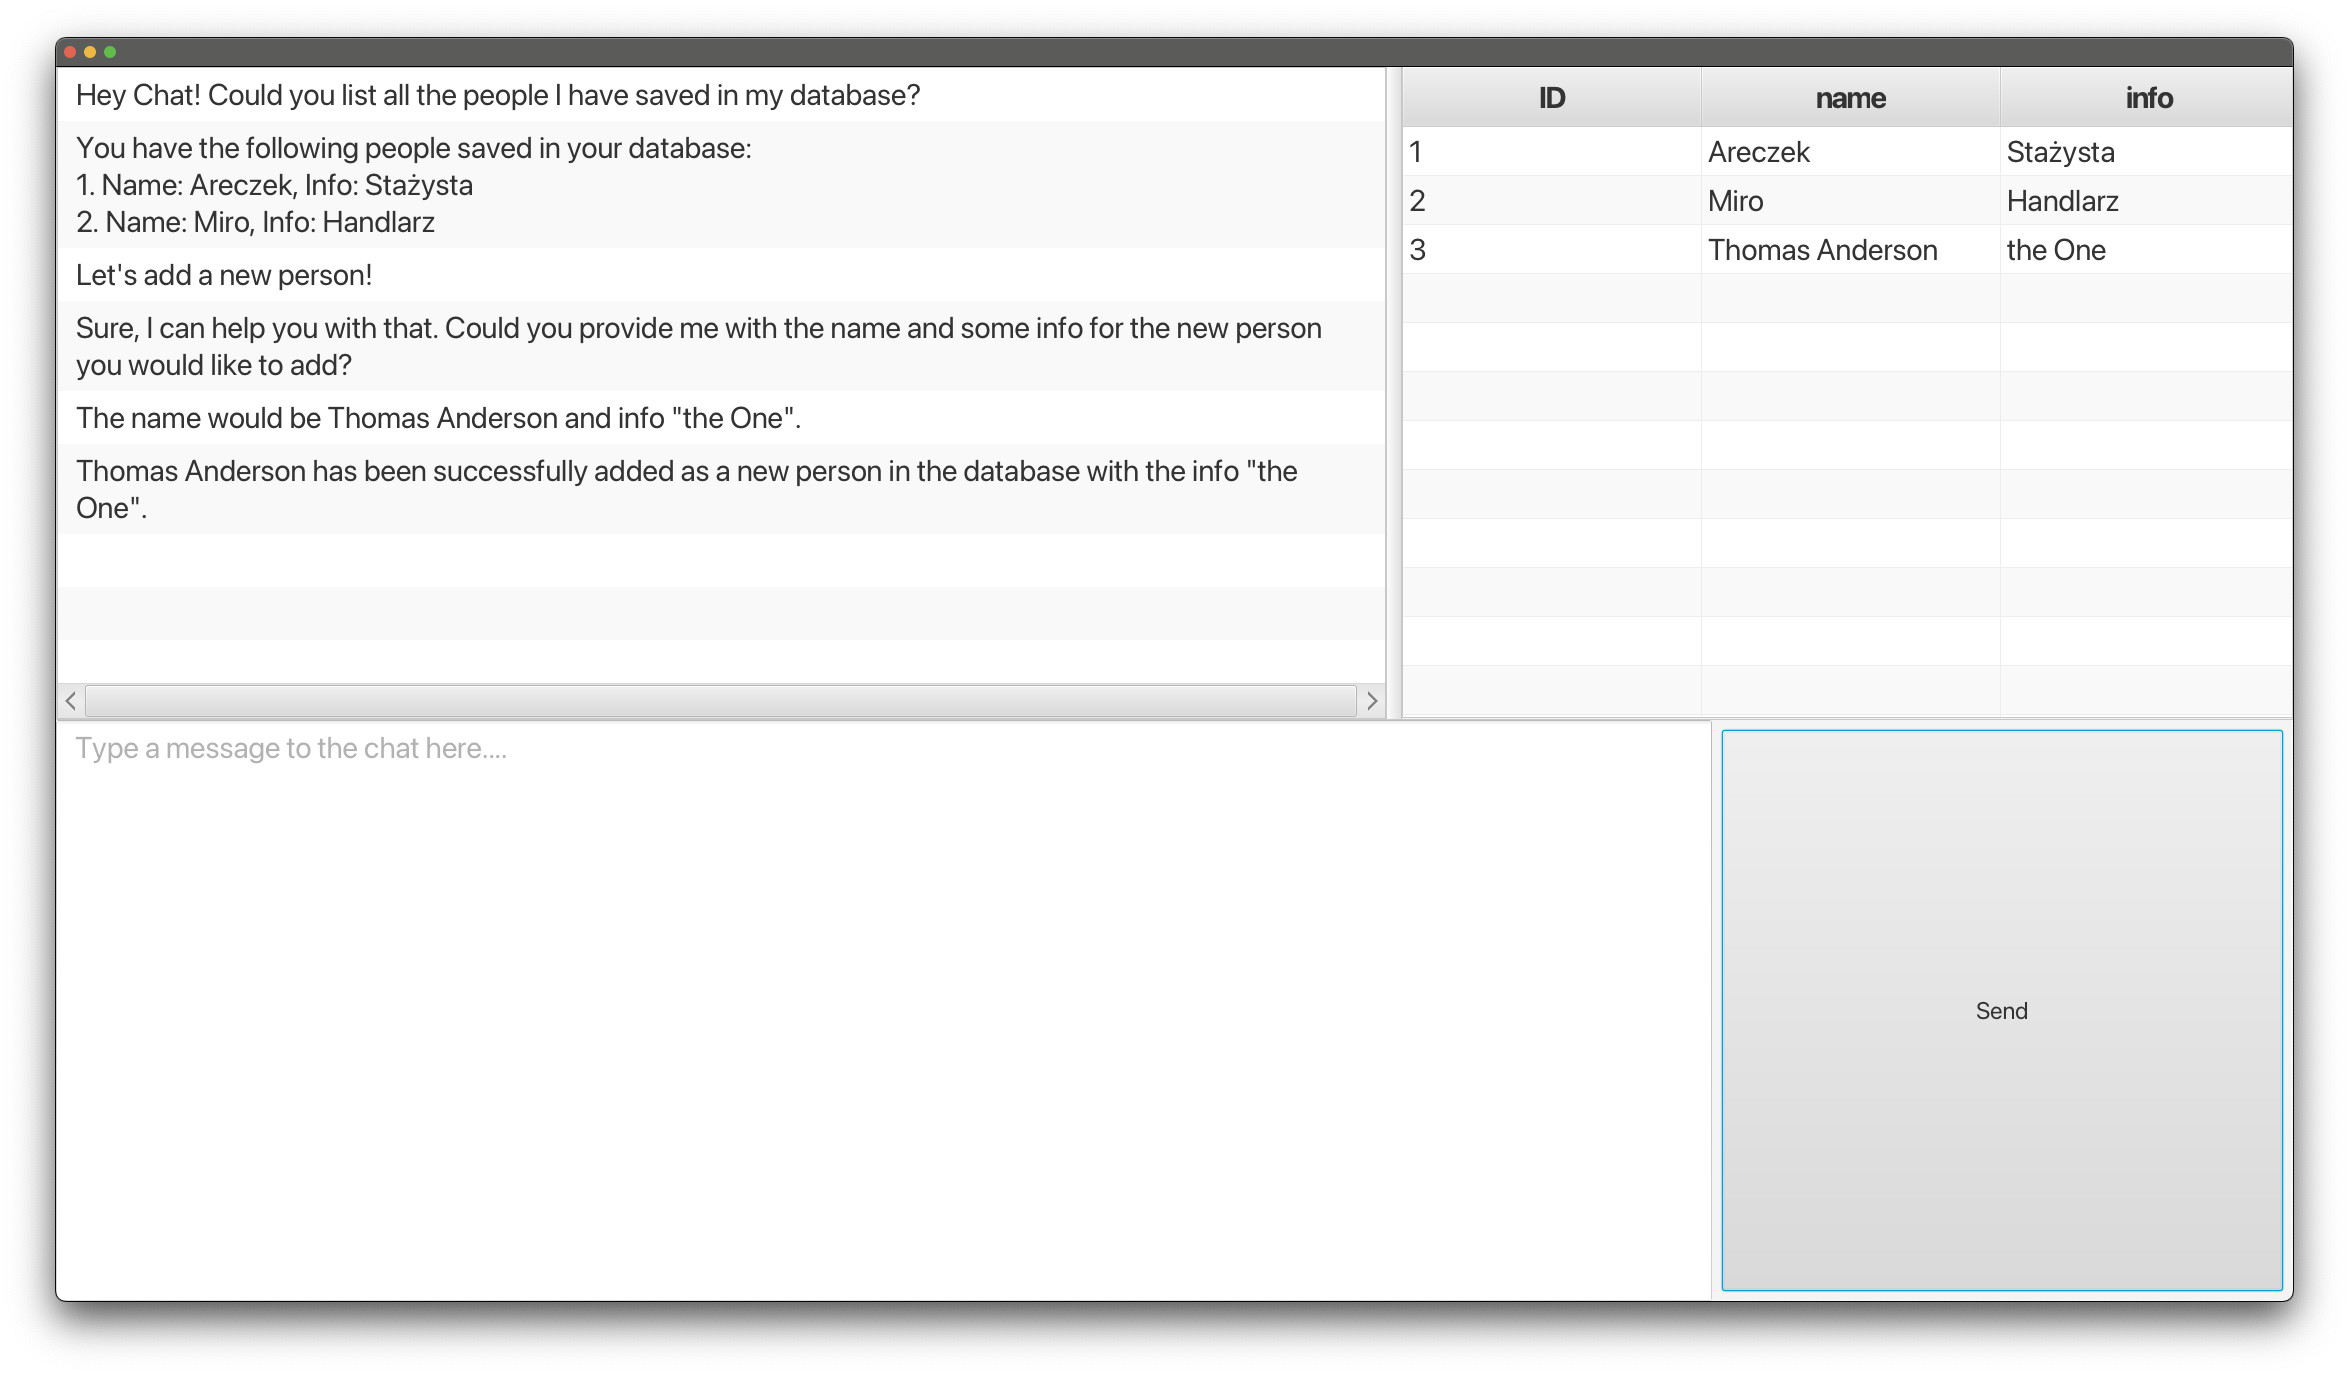 Hey Chat! Could you list all the people I have saved in my database?
You have the following people saved in your database:
1. Name: Areczek, Info: Stażysta
2. Name: Miro, Info: Handlarz
Let's add a new person!
Sure, I can help you with that. Could you provide me with the name and some info for the new person
you would like to add?
The name would be Thomas Anderson and info "the One".
Thomas Anderson has been successfully added as a new person in the database with the info "the
One".
ID name info
1 Areczek Stażysta
2 Miro Handlarz
3 Thomas Anderson the One
Type a message to the chat here....
Send